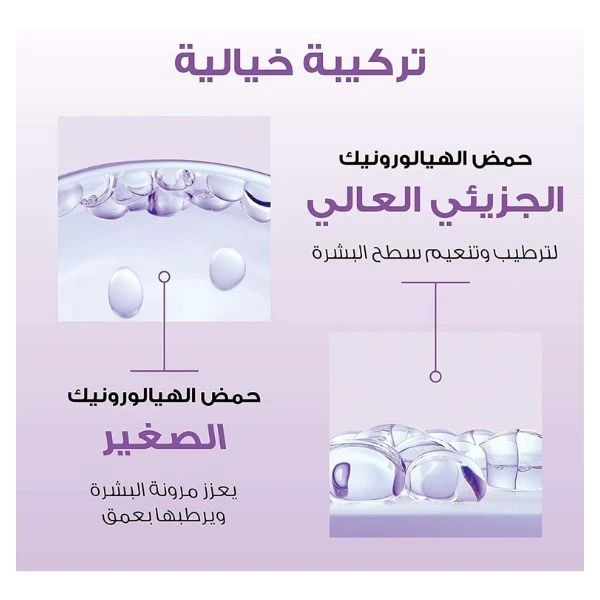 تركيبة خيالية
حمض الهيالورونيك
الجزيئي العالي
لترطيب وتنعيم سطح البشرة
حمض الهيالورونيك
الصغير
يعزز مرونة البشرة
ويرطبها بعمق